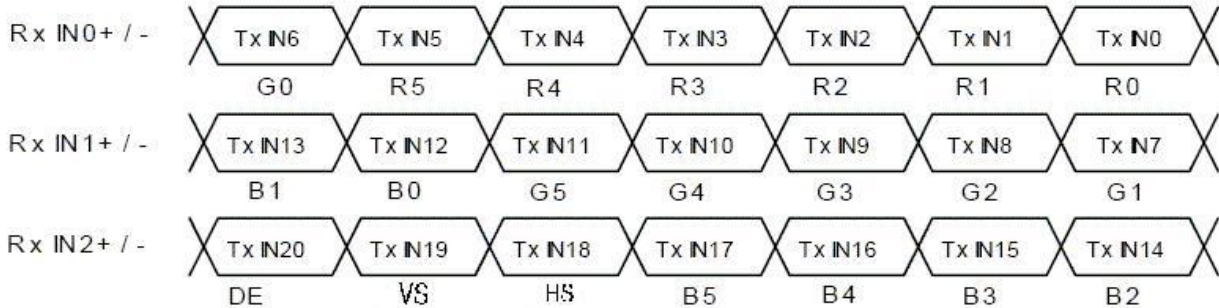 Rx IN0+ / - Tx IN6 Tx IN5 Tx IN4 Tx IN3 Tx IN2 Tx IN1 Tx IN0
G0 R5 R4 R3 R2 R1 R0
Rx IN1+ / - Tx IN13 Tx IN12 Tx IN11 Tx IN10 Tx IN9 Tx IN8 Tx IN7
B1 B0 G5 G4 G3 G2 G1
Rx IN2+ / - Tx IN20 Tx IN19 Tx IN18 Tx IN17 Tx IN16 Tx IN15 Tx IN14
DE VS HS B5 B4 B3 B2